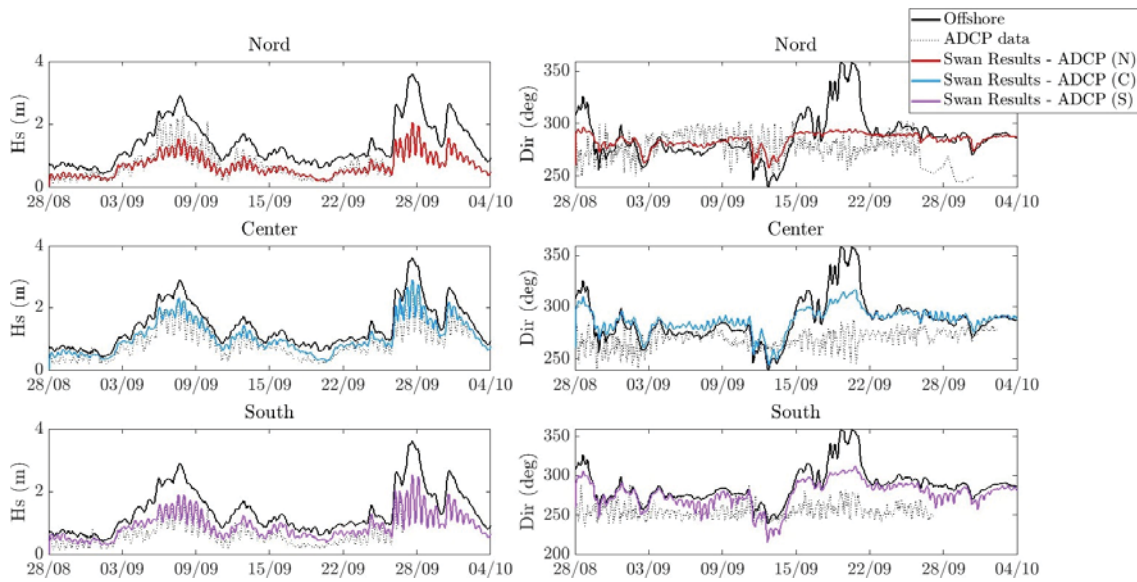 Offshore
ADCP data
Swan Results - ADCP (N)
Swan Results - ADCP (C)
Swan Results - ADCP (S)
Nord
4
2
0
Hs (m)
28/08 03/09 09/09 15/09 22/09 28/09 04/10
Nord
350
300
250
Dir (deg)
28/08 03/09 09/09 15/09 22/09 28/09 04/10
Center
4
2
0
Hs (m)
28/08 03/09 09/09 15/09 22/09 28/09 04/10
Center
350
300
250
Dir (deg)
28/08 03/09 09/09 15/09 22/09 28/09 04/10
South
4
2
0
Hs (m)
28/08 03/09 09/09 15/09 22/09 28/09 04/10
South
350
300
250
200
Dir (deg)
28/08 03/09 09/09 15/09 22/09 28/09 04/10